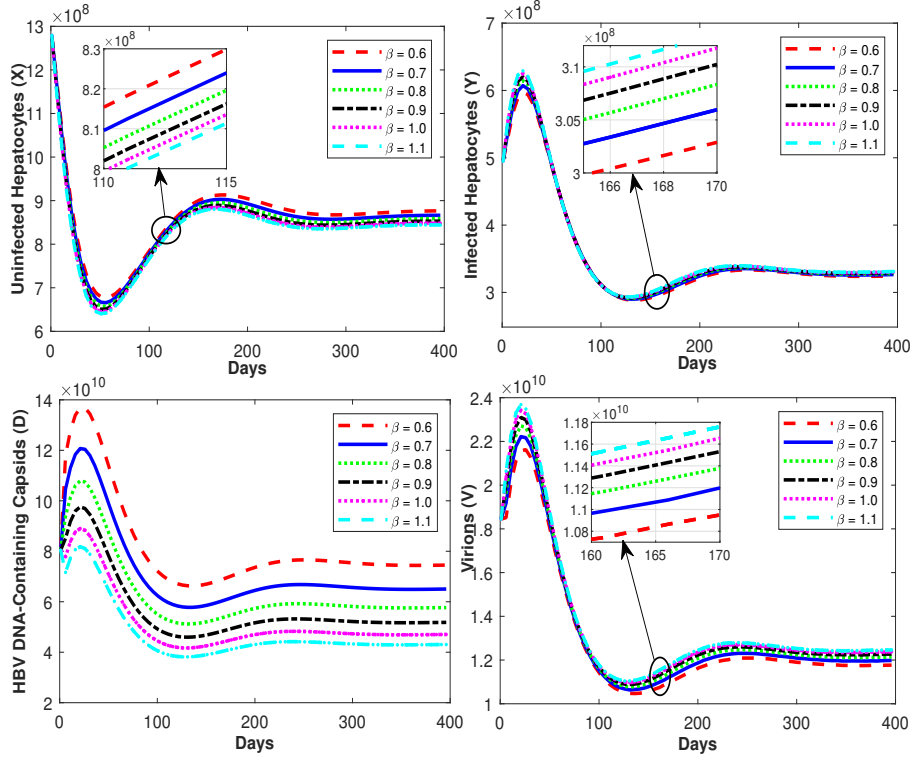 ×10^8
13
12
11
10
9
8
7
6
0
100
200
300
400
Days
Uninfected Hepatocytes (X)
×10^8
8.3
8.2
8.1
8
110
115
β = 0.6
β = 0.7
β = 0.8
β = 0.9
β = 1.0
β = 1.1
×10^8
7
6
5
4
3
0
100
200
300
400
Days
Infected Hepatocytes (Y)
×10^8
3.1
3.05
3
166
168
170
β = 0.6
β = 0.7
β = 0.8
β = 0.9
β = 1.0
β = 1.1
×10^10
14
12
10
8
6
4
2
0
100
200
300
400
Days
HBV DNA-Containing Capsids (D)
β = 0.6
β = 0.7
β = 0.8
β = 0.9
β = 1.0
β = 1.1
×10^10
2.4
2.2
2
1.8
1.6
1.4
1.2
1
0
100
200
300
400
Days
Virions (V)
×10^10
1.18
1.16
1.14
1.12
1.1
1.08
160
165
170
β = 0.6
β = 0.7
β = 0.8
β = 0.9
β = 1.0
β = 1.1